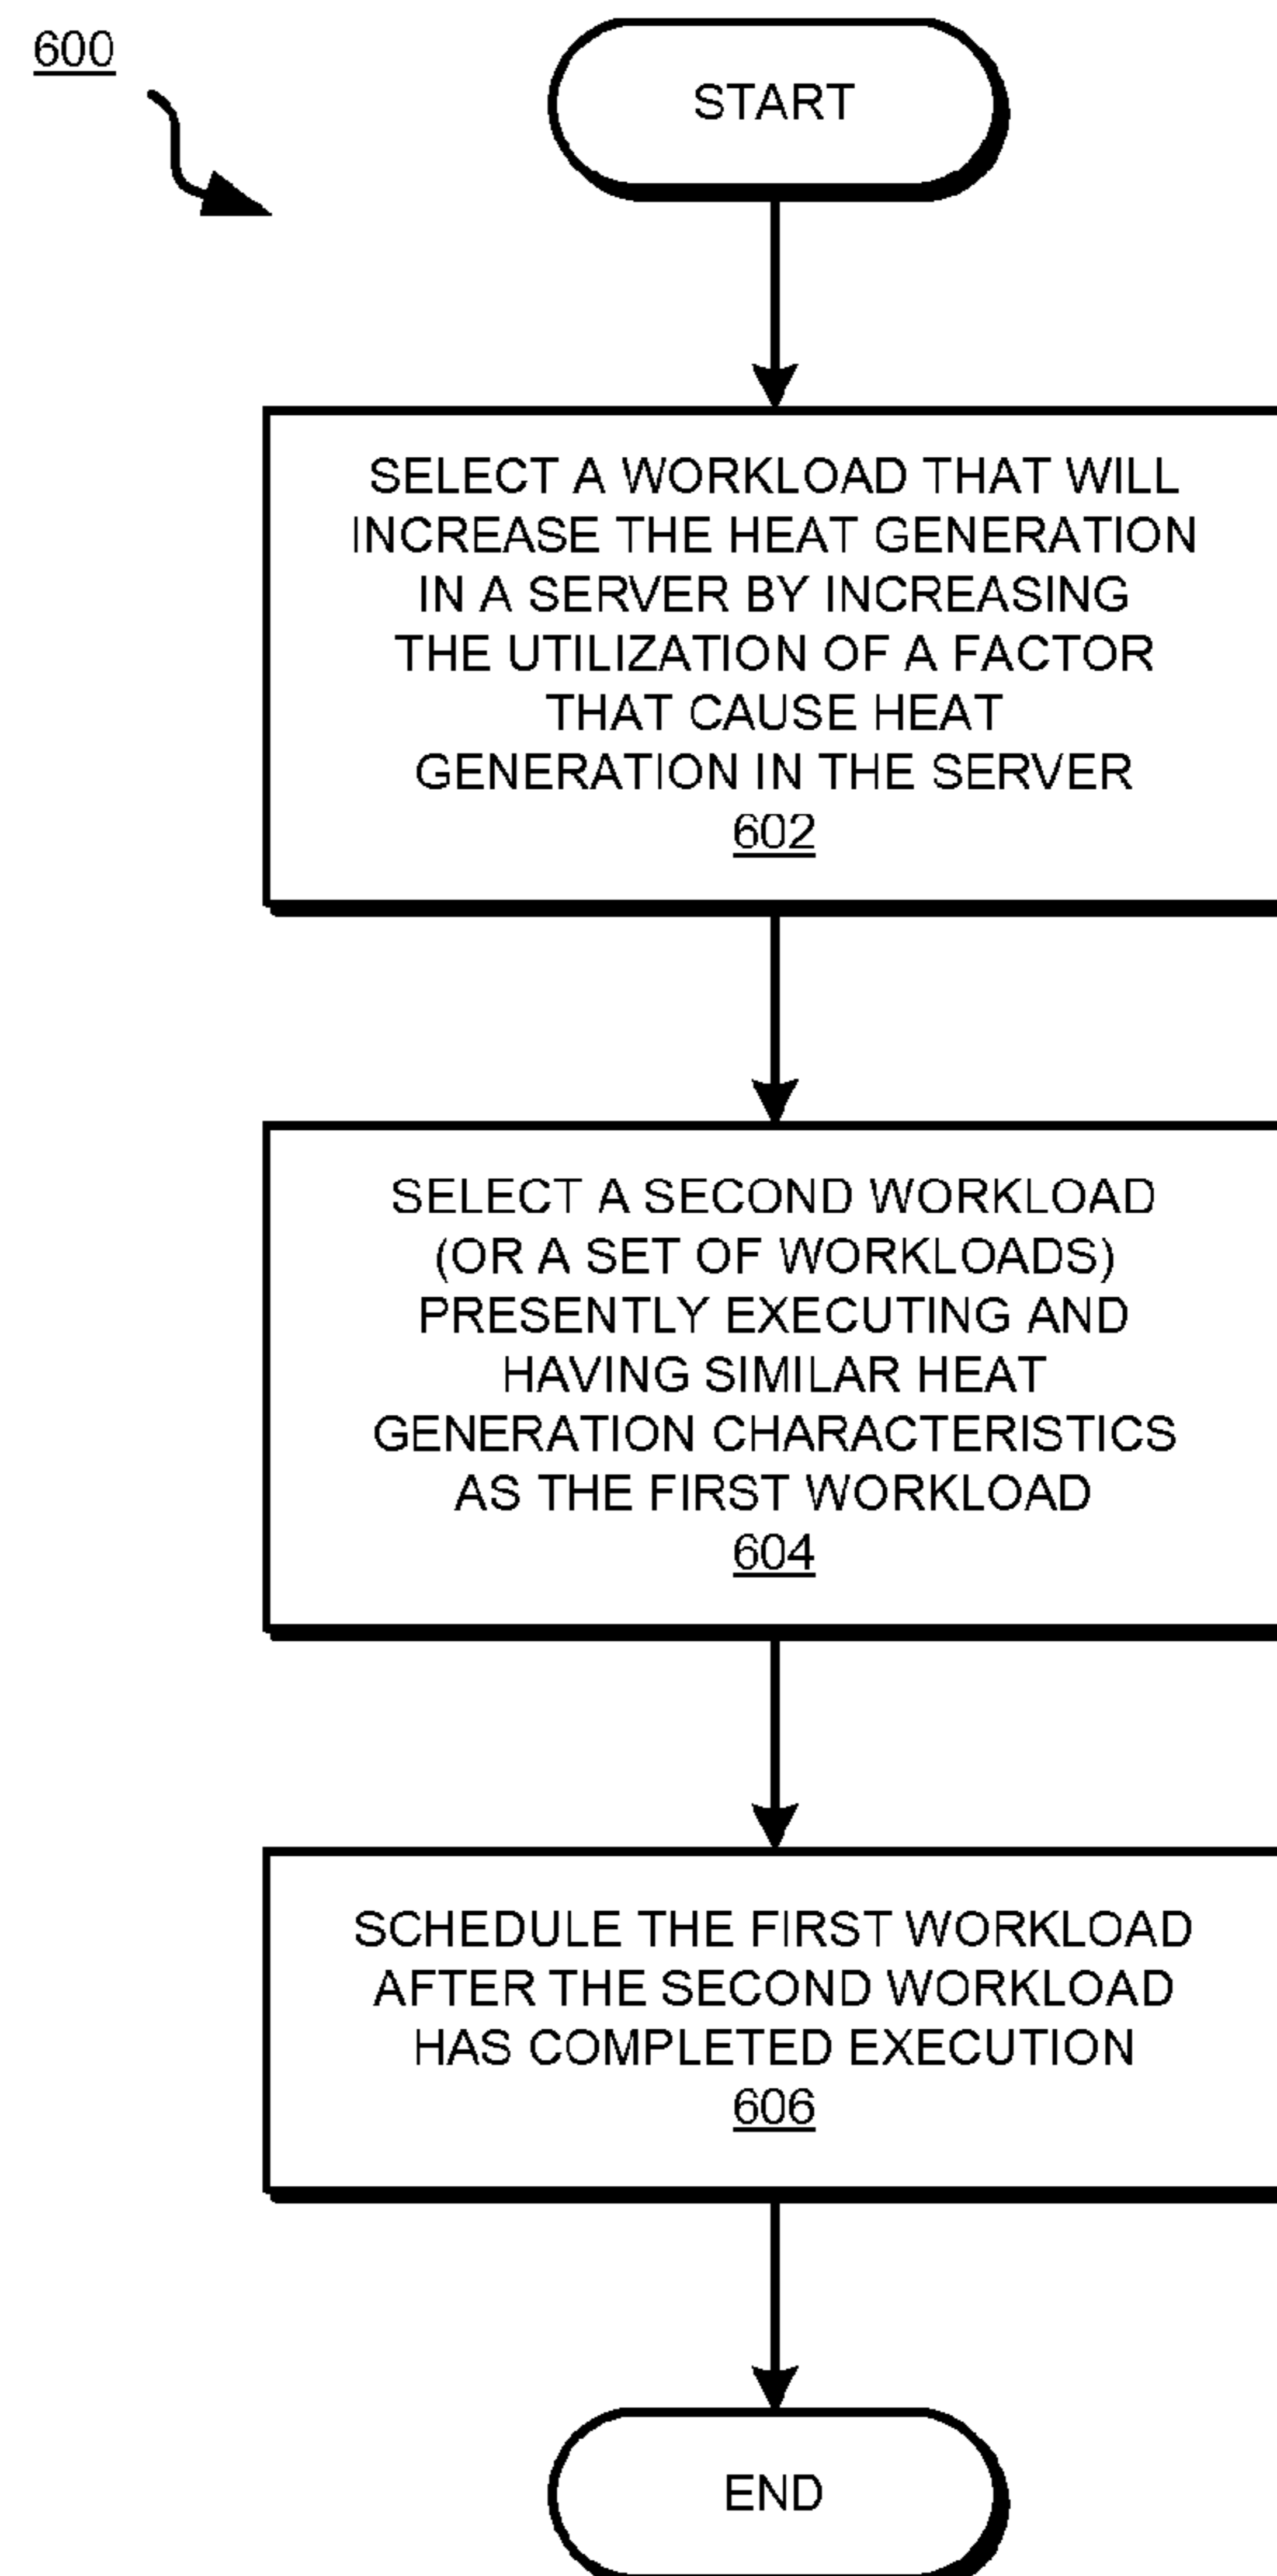 600
START
SELECT A WORKLOAD THAT WILL
INCREASE THE HEAT GENERATION
IN A SERVER BY INCREASING
THE UTILIZATION OF A FACTOR
THAT CAUSE HEAT
GENERATION IN THE SERVER
602
SELECT A SECOND WORKLOAD
(OR A SET OF WORKLOADS)
PRESENTLY EXECUTING AND
HAVING SIMILAR HEAT
GENERATION CHARACTERISTICS
AS THE FIRST WORKLOAD
604
SCHEDULE THE FIRST WORKLOAD
AFTER THE SECOND WORKLOAD
HAS COMPLETED EXECUTION
606
END